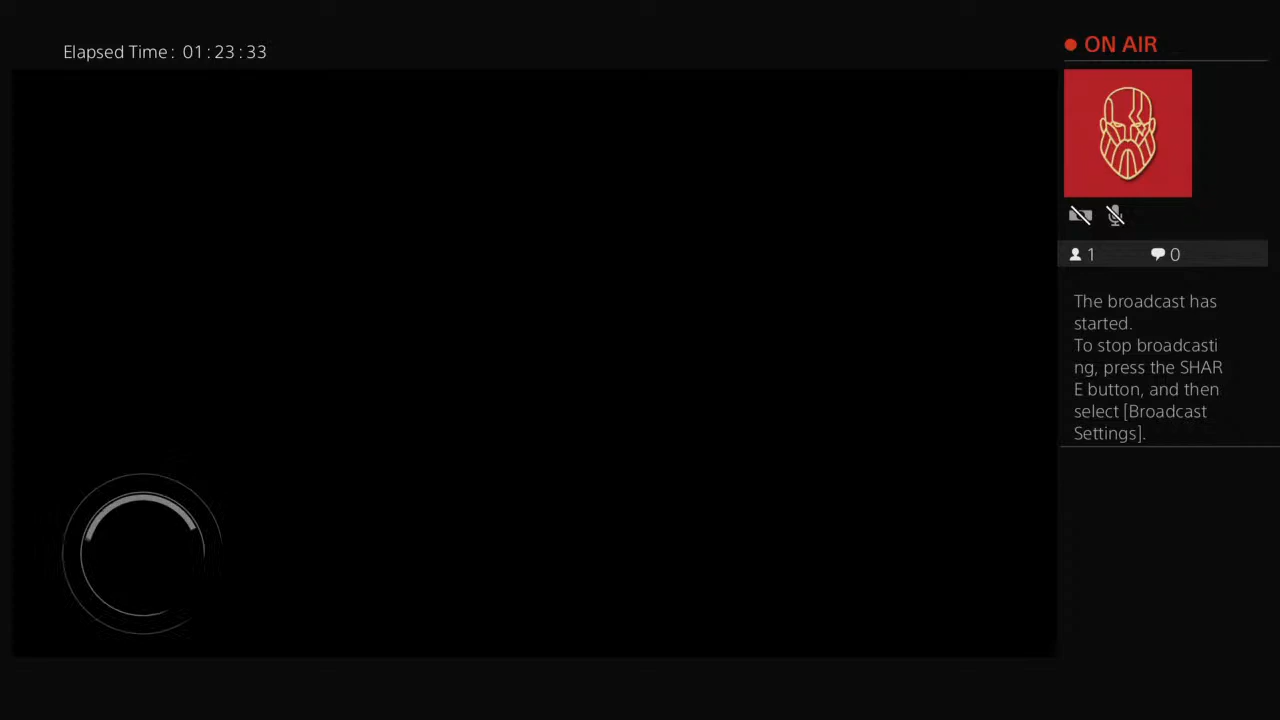 Elapsed Time: 01:23:33
ON AIR
1
0
The broadcast has
started.
To stop broadcasti
ng, press the SHAR
E button, and then
select [Broadcast
Settings].